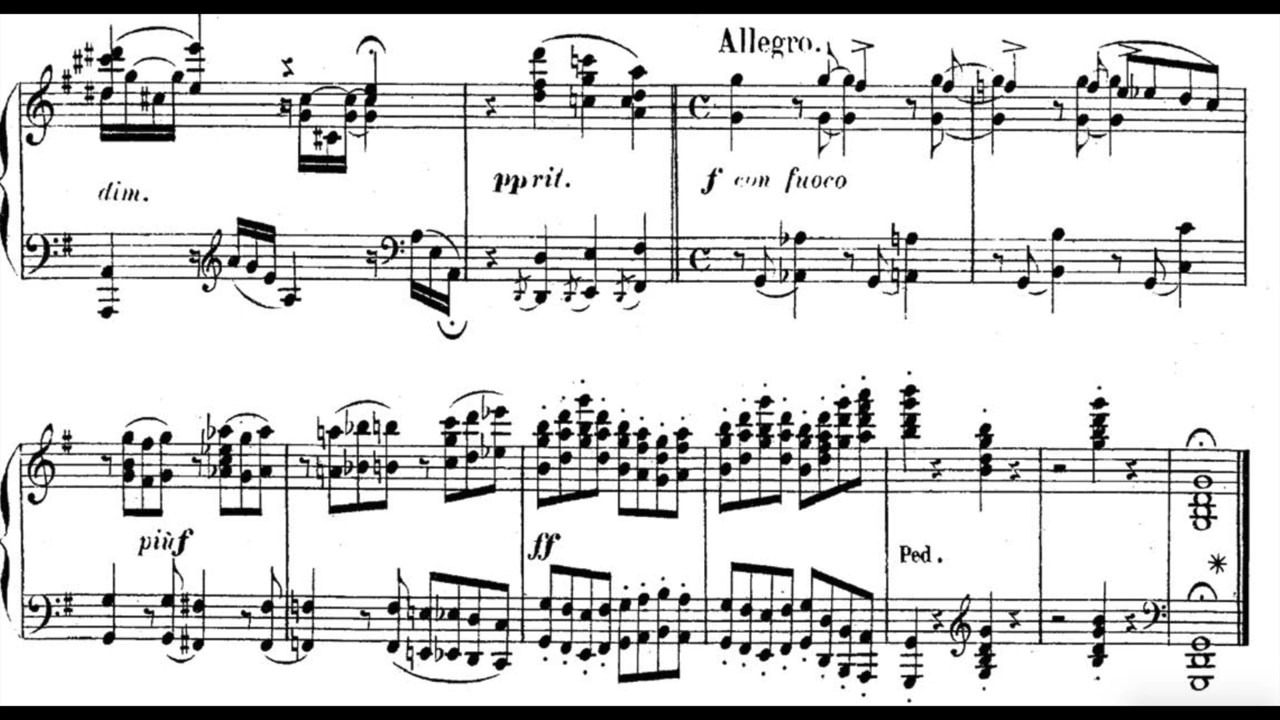 Allegro.
dim.
pp rit.
f con fuoco
più f
ff
Ped.